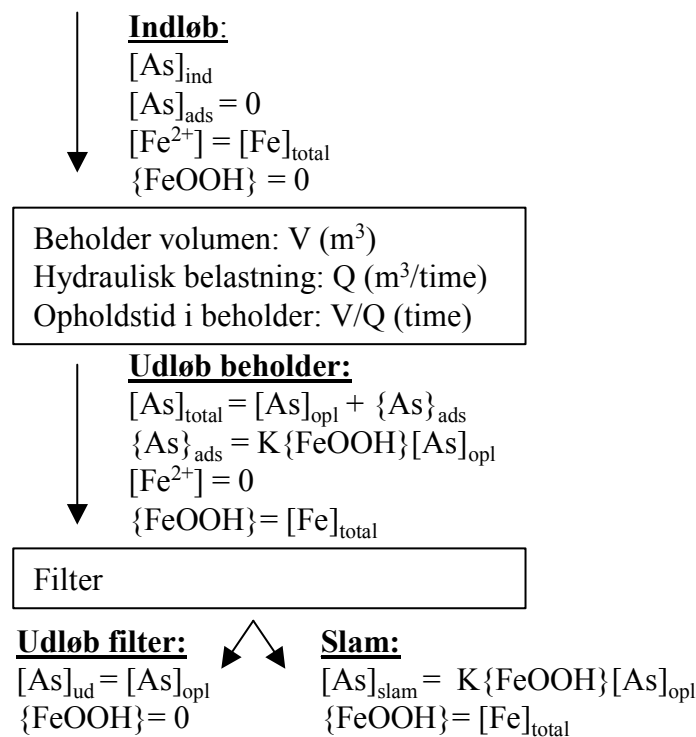 Indløb:
[As]ind
[As]ads = 0
[Fe²⁺] = [Fe]total
{FeOOH} = 0
Beholder volumen: V (m³)
Hydraulisk belastning: Q (m³/time)
Opholdstid i beholder: V/Q (time)
Udløb beholder:
[As]total = [As]opl + {As}ads
{As}ads = K{FeOOH}[As]opl
[Fe²⁺] = 0
{FeOOH}= [Fe]total
Filter
Udløb filter:
[As]ud = [As]opl
{FeOOH}= 0
Slam:
[As]slam = K{FeOOH}[As]opl
{FeOOH}= [Fe]total